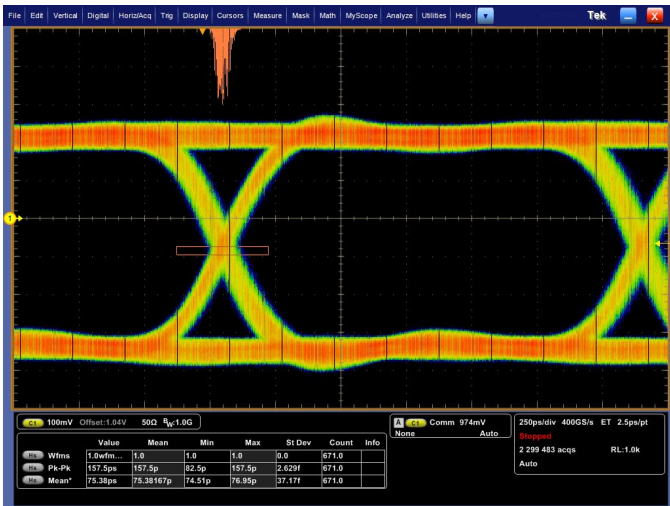 File Edit Vertical Digital Horiz/Acq Trig Display Cursors Measure Mask Math MyScope Analyze Utilities Help Tek X
1
C1 100mV Offset:1.04V 50Ω BW:1.0G
A C1 Comm 974mV
None Auto
250ps/div 400GS/s ET 2.5ps/pt
Stopped
2 299 483 acqs RL:1.0k
Auto
Value Mean Min Max St Dev Count Info
Hs Wfms 1.0wfm... 1.0 1.0 1.0 0.0 671.0
Hs Pk-Pk 157.5ps 157.5p 82.5p 157.5p 2.629f 671.0
Hs Mean* 75.38ps 75.38167p 74.51p 76.95p 37.17f 671.0